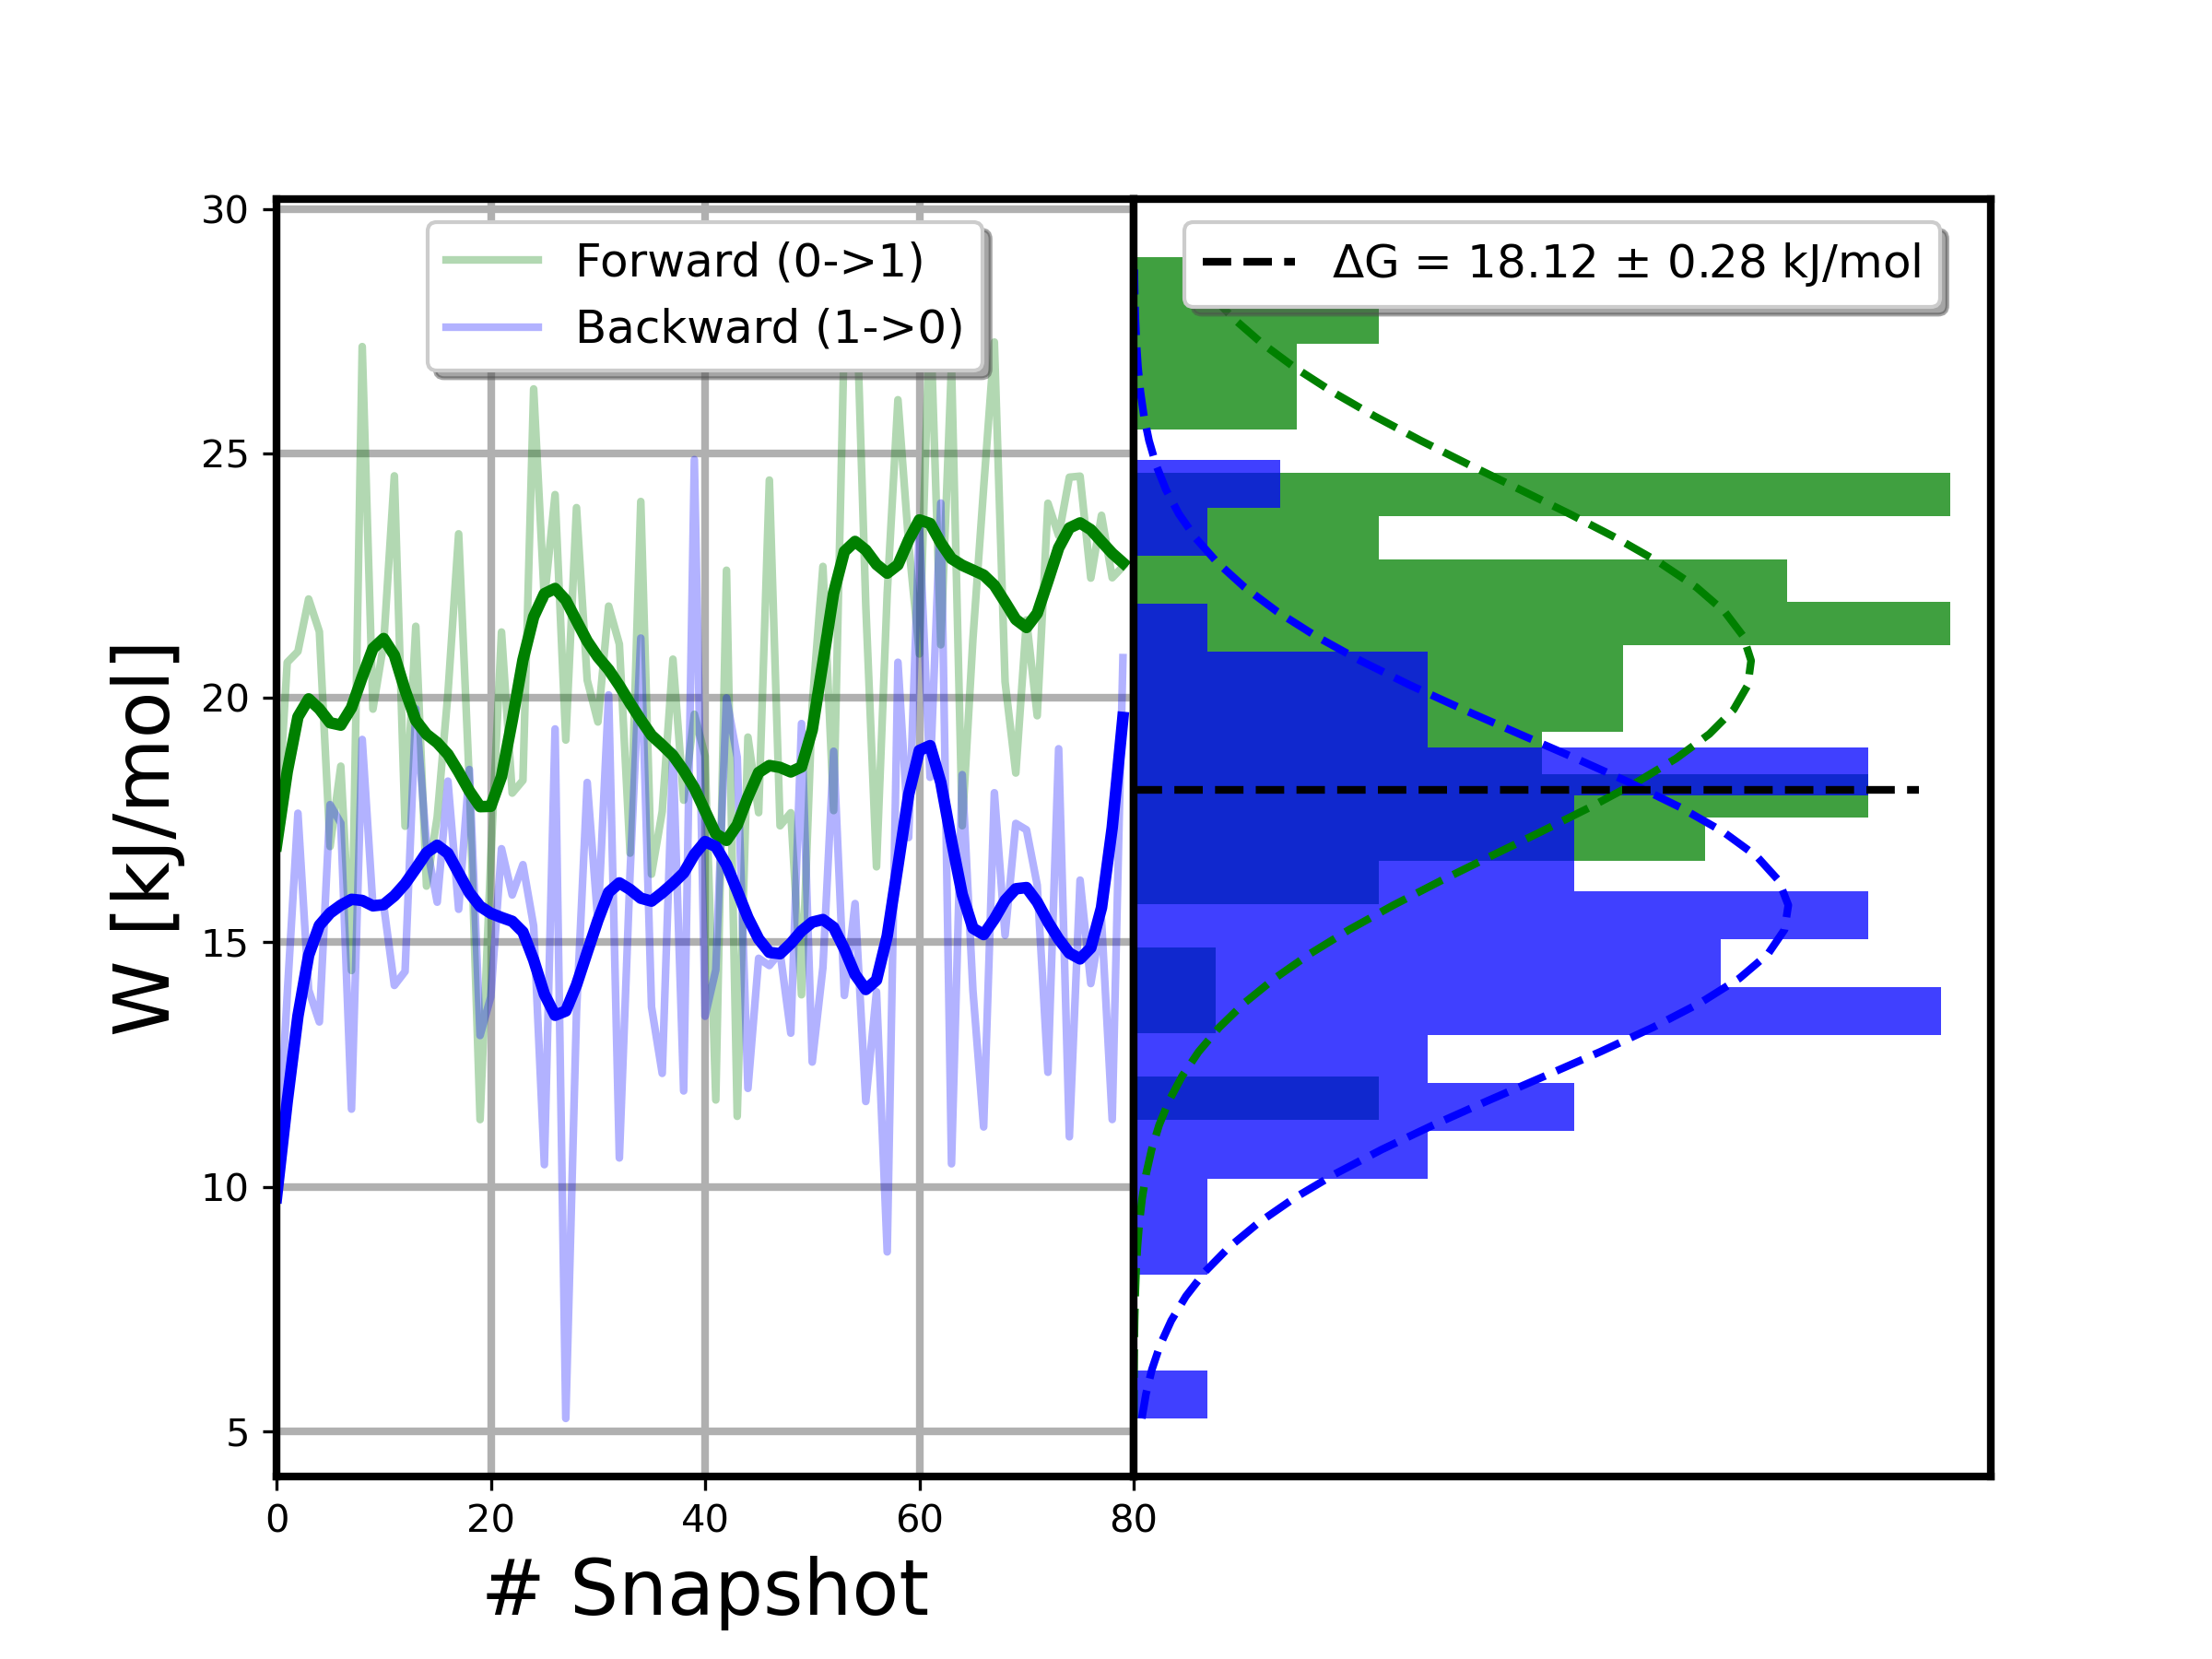 30
25
20
15
10
5
W [kJ/mol]
Forward (0->1)
Backward (1->0)
ΔG = 18.12 ± 0.28 kJ/mol
0 20 40 60 80
# Snapshot